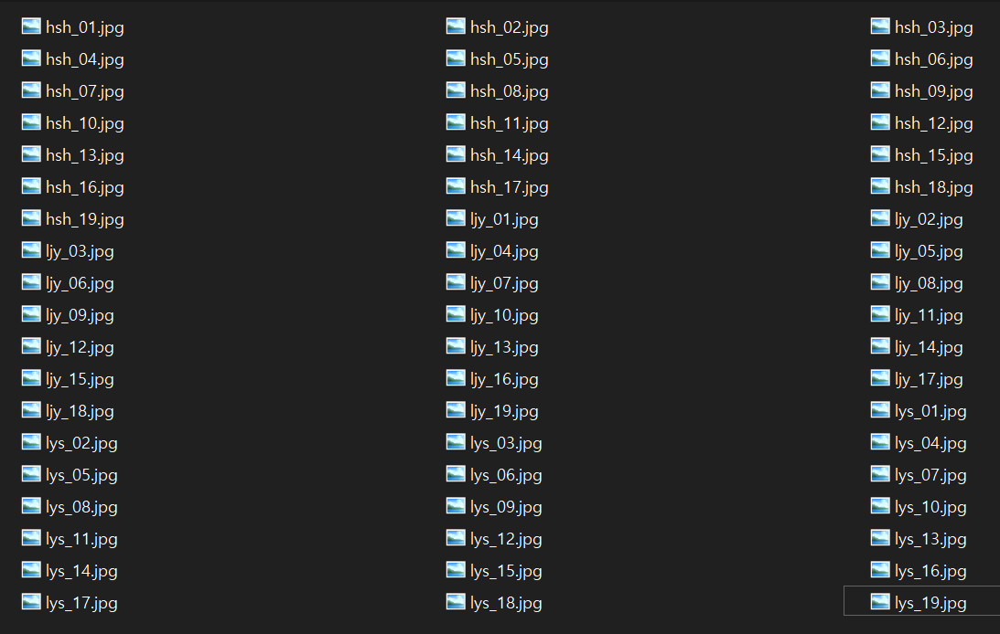 hsh_01.jpg hsh_02.jpg hsh_03.jpg
hsh_04.jpg hsh_05.jpg hsh_06.jpg
hsh_07.jpg hsh_08.jpg hsh_09.jpg
hsh_10.jpg hsh_11.jpg hsh_12.jpg
hsh_13.jpg hsh_14.jpg hsh_15.jpg
hsh_16.jpg hsh_17.jpg hsh_18.jpg
hsh_19.jpg ljy_01.jpg ljy_02.jpg
ljy_03.jpg ljy_04.jpg ljy_05.jpg
ljy_06.jpg ljy_07.jpg ljy_08.jpg
ljy_09.jpg ljy_10.jpg ljy_11.jpg
ljy_12.jpg ljy_13.jpg ljy_14.jpg
ljy_15.jpg ljy_16.jpg ljy_17.jpg
ljy_18.jpg ljy_19.jpg lys_01.jpg
lys_02.jpg lys_03.jpg lys_04.jpg
lys_05.jpg lys_06.jpg lys_07.jpg
lys_08.jpg lys_09.jpg lys_10.jpg
lys_11.jpg lys_12.jpg lys_13.jpg
lys_14.jpg lys_15.jpg lys_16.jpg
lys_17.jpg lys_18.jpg lys_19.jpg